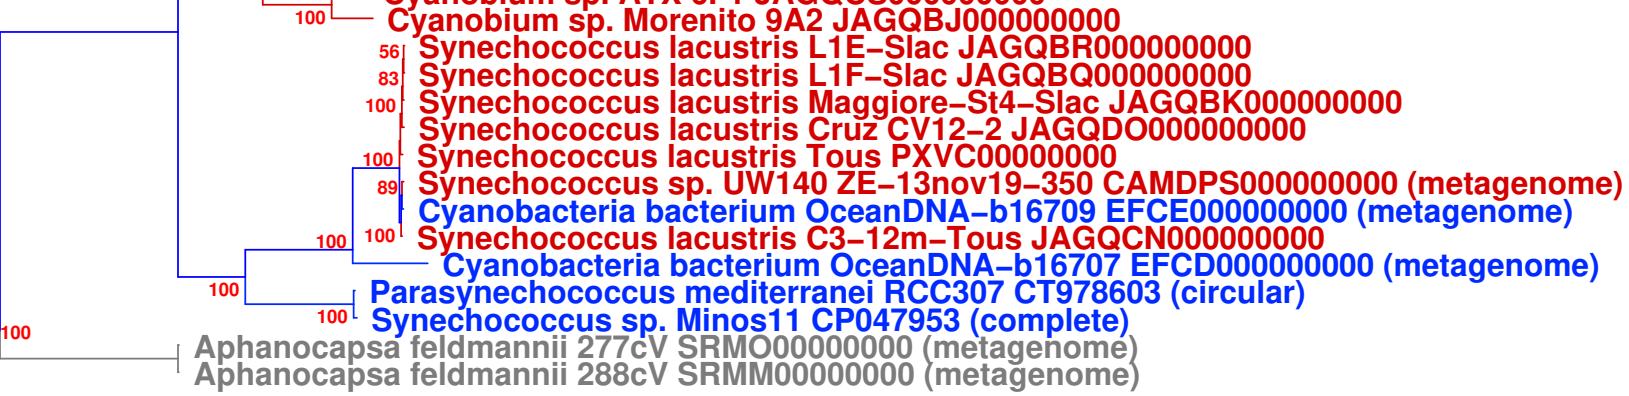 100
Cyanobium sp. Morenito 9A2 JAGQBJ000000000
56 Synechococcus lacustris L1E−Slac JAGQBR000000000
83 Synechococcus lacustris L1F−Slac JAGQBQ000000000
100 Synechococcus lacustris Maggiore−St4−Slac JAGQBK000000000
Synechococcus lacustris Cruz CV12−2 JAGQDO000000000
100 Synechococcus lacustris Tous PXVC00000000
89 Synechococcus sp. UW140 ZE−13nov19−350 CAMDPS000000000 (metagenome)
Cyanobacteria bacterium OceanDNA−b16709 EFCE000000000 (metagenome)
100 100 Synechococcus lacustris C3−12m−Tous JAGQCN000000000
Cyanobacteria bacterium OceanDNA−b16707 EFCD000000000 (metagenome)
100 Parasynechococcus mediterranei RCC307 CT978603 (circular)
100 Synechococcus sp. Minos11 CP047953 (complete)
100
Aphanocapsa feldmannii 277cV SRMO00000000 (metagenome)
Aphanocapsa feldmannii 288cV SRMM00000000 (metagenome)